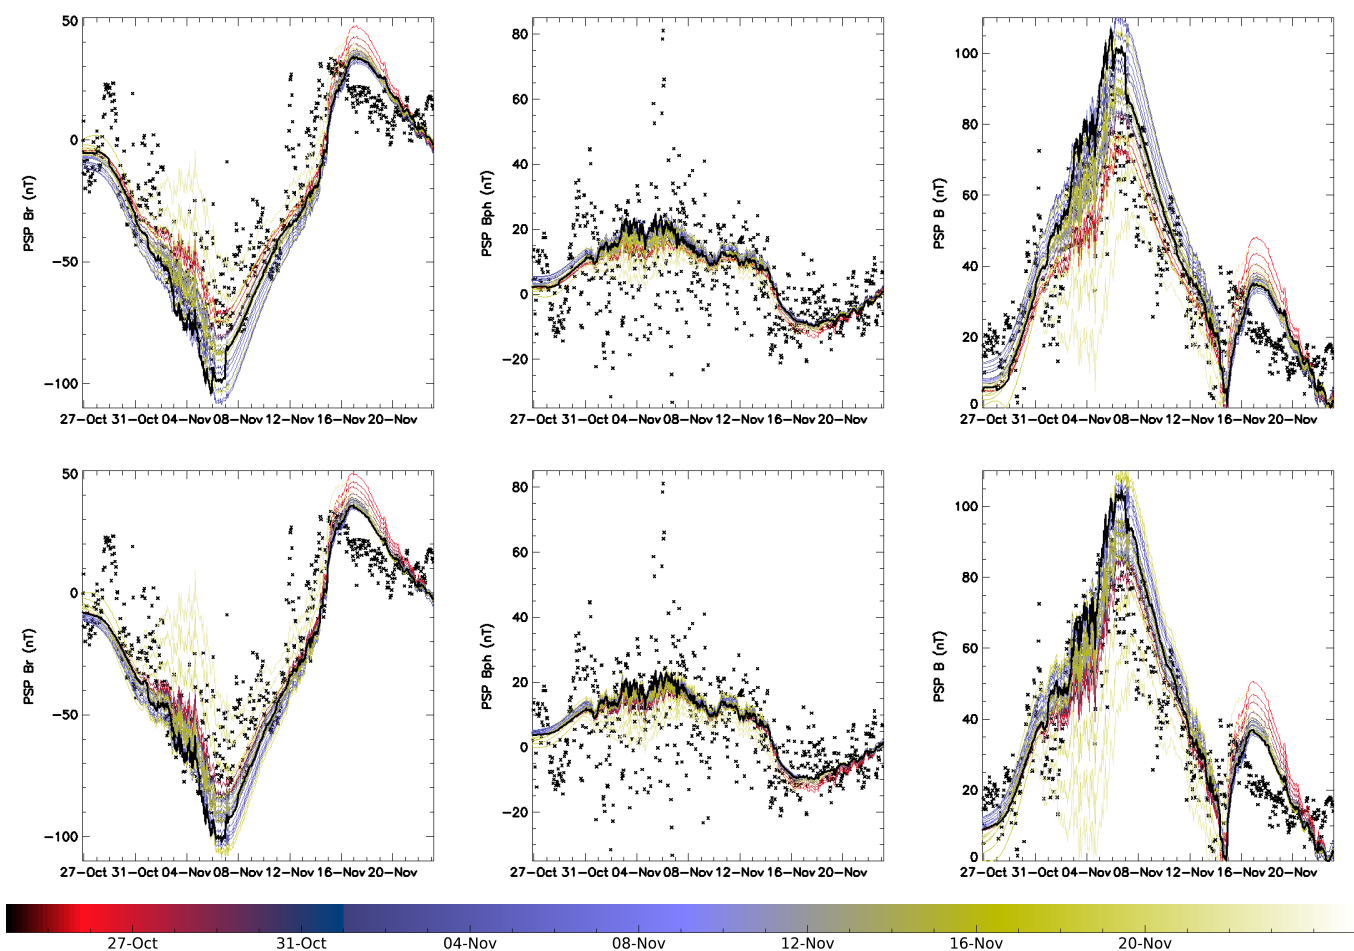 50
0
−50
−100
PSP Br (nT)
27−Oct 31−Oct 04−Nov 08−Nov 12−Nov 16−Nov 20−Nov
80
60
40
20
0
−20
PSP Bph (nT)
27−Oct 31−Oct 04−Nov 08−Nov 12−Nov 16−Nov 20−Nov
100
80
60
40
20
0
PSP B (nT)
27−Oct 31−Oct 04−Nov 08−Nov 12−Nov 16−Nov 20−Nov
50
0
−50
−100
PSP Br (nT)
27−Oct 31−Oct 04−Nov 08−Nov 12−Nov 16−Nov 20−Nov
80
60
40
20
0
−20
PSP Bph (nT)
27−Oct 31−Oct 04−Nov 08−Nov 12−Nov 16−Nov 20−Nov
100
80
60
40
20
0
PSP B (nT)
27−Oct 31−Oct 04−Nov 08−Nov 12−Nov 16−Nov 20−Nov
27-Oct 31-Oct 04-Nov 08-Nov 12-Nov 16-Nov 20-Nov